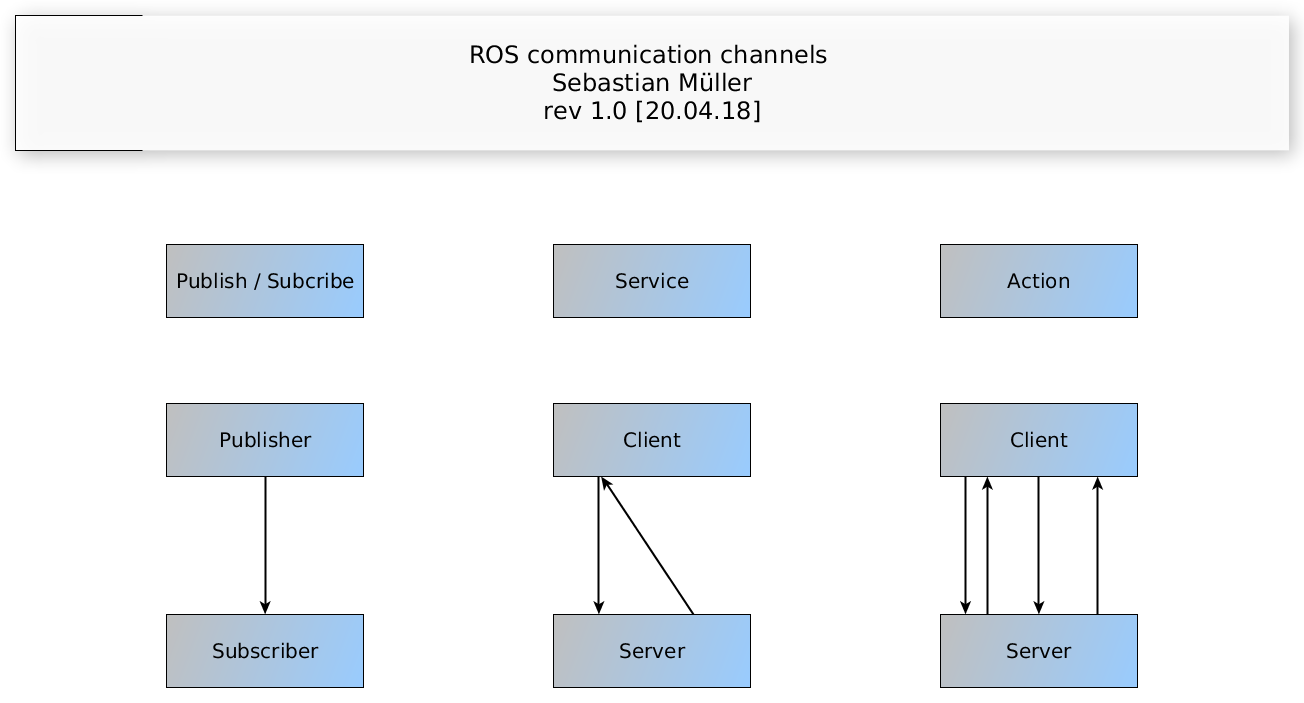 ROS communication channels
Sebastian Müller
rev 1.0 [20.04.18]
Publish / Subcribe
Service
Action
Publisher
Client
Client
Subscriber
Server
Server